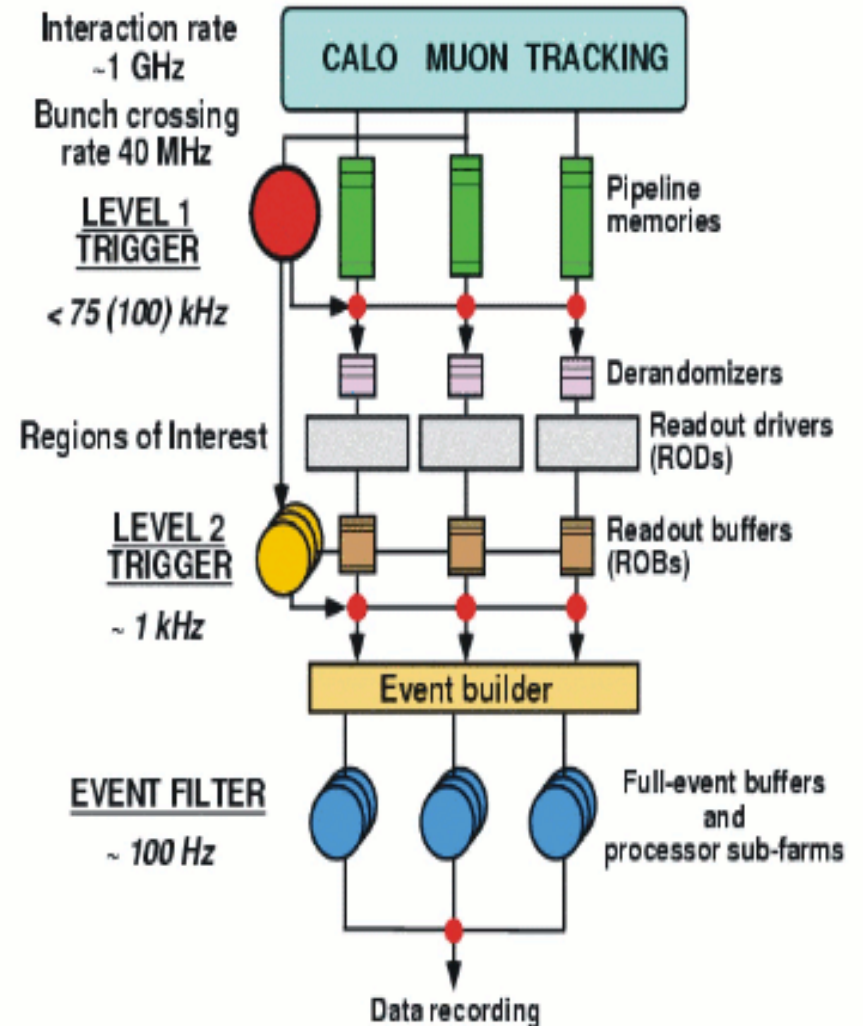 Interaction rate
~1 GHz
CALO MUON TRACKING
Bunch crossing
rate 40 MHz
LEVEL 1
TRIGGER
Pipeline
memories
< 75 (100) kHz
Derandomizers
Regions of Interest
Readout drivers
(RODs)
LEVEL 2
TRIGGER
Readout buffers
(ROBs)
~ 1 kHz
Event builder
EVENT FILTER
~ 100 Hz
Full-event buffers
and
processor sub-farms
Data recording